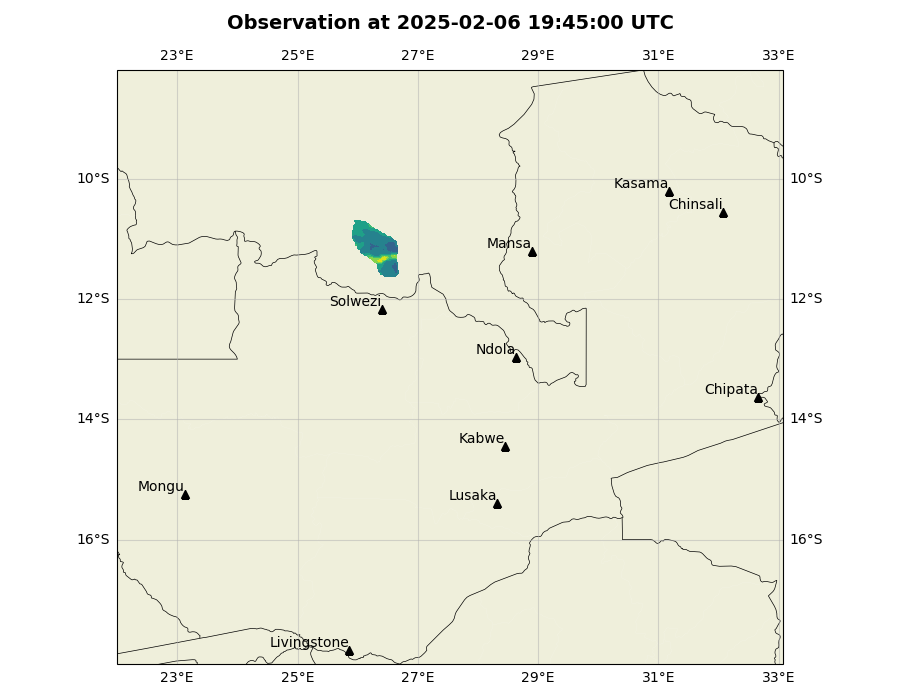 Observation at 2025-02-06 19:45:00 UTC
23°E 25°E 27°E 29°E 31°E 33°E
10°S 10°S
Kasama
Chinsali
Mansa
12°S 12°S
Solwezi
Ndola
Chipata
14°S 14°S
Kabwe
Mongu
Lusaka
16°S 16°S
Livingstone
23°E 25°E 27°E 29°E 31°E 33°E